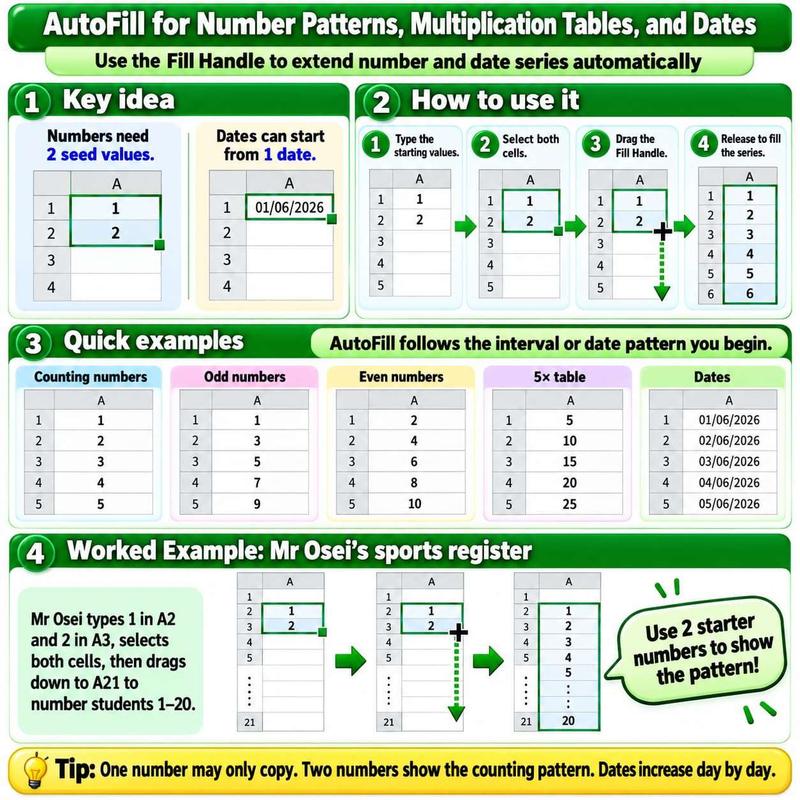 AutoFill for Number Patterns, Multiplication Tables, and Dates
Use the Fill Handle to extend number and date series automatically
1 Key idea
Numbers need
2 seed values.
A
1 1
2 2
3
4
Dates can start
from 1 date.
A
1 01/06/2026
2
3
4
2 How to use it
1 Type the
starting values.
A
1 1
2 2
3
4
5
2 Select both
cells.
A
1 1
2 2
3
4
5
3 Drag the
Fill Handle.
A
1 1
2 2
3
4
5
4 Release to fill
the series.
A
1 1
2 2
3 3
4 4
5 5
6 6
3 Quick examples
AutoFill follows the interval or date pattern you begin.
Counting numbers
A
1 1
2 2
3 3
4 4
5 5
Odd numbers
A
1 1
2 3
3 5
4 7
5 9
Even numbers
A
1 2
2 4
3 6
4 8
5 10
5× table
A
1 5
2 10
3 15
4 20
5 25
Dates
A
1 01/06/2026
2 02/06/2026
3 03/06/2026
4 04/06/2026
5 05/06/2026
4 Worked Example: Mr Osei's sports register
Mr Osei types 1 in A2
and 2 in A3, selects
both cells, then drags
down to A21 to
number students 1–20.
A
1
2 1
3 2
4
5
21
A
1
2 1
3 2
4
5
21
A
1
2 1
3 2
4 3
5 4
5
21 20
Use 2 starter
numbers to show
the pattern!
Tip: One number may only copy. Two numbers show the counting pattern. Dates increase day by day.